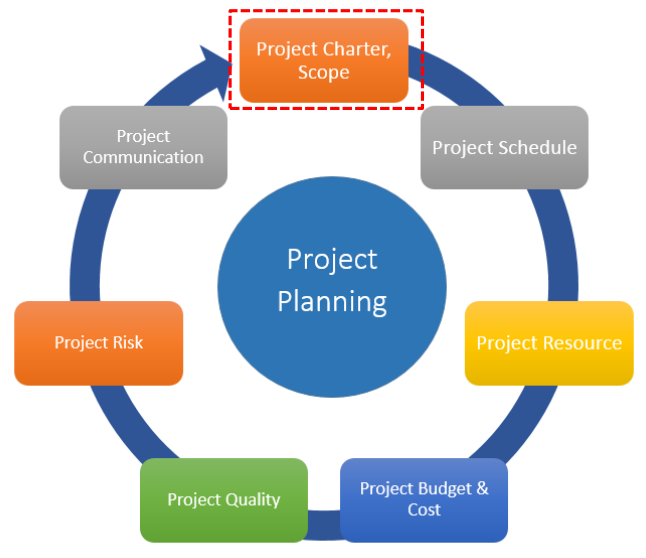 Project Charter,
Scope
Project Schedule
Project Resource
Project Budget &
Cost
Project Quality
Project Risk
Project
Communication
Project
Planning